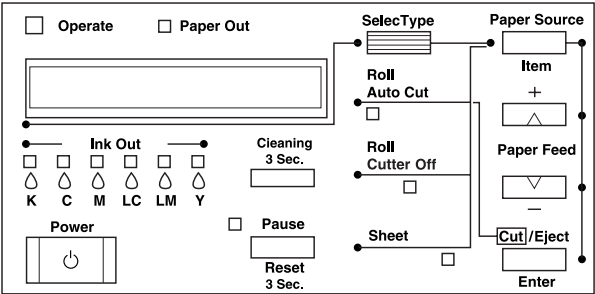 Operate
Paper Out
SelecType
Paper Source
Item
Roll
Auto Cut
+
Ink Out
K C M LC LM Y
Cleaning
3 Sec.
Roll
Cutter Off
Paper Feed
−
Power
Pause
Reset
3 Sec.
Sheet
Cut /Eject
Enter